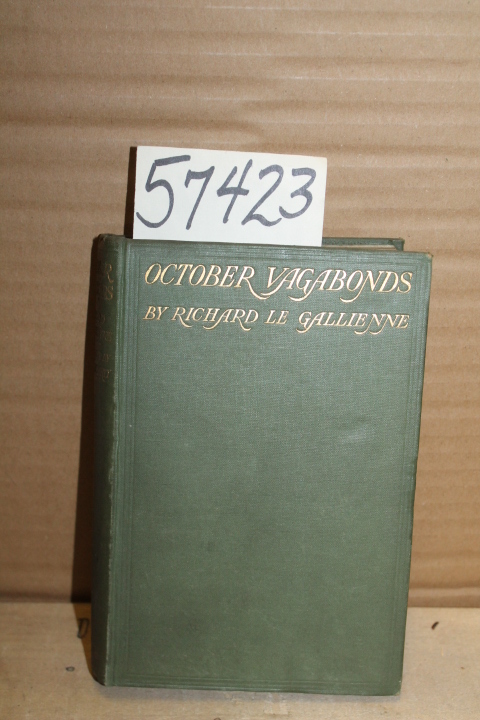 57423
OCTOBER VAGABONDS
BY RICHARD LE GALLIENNE